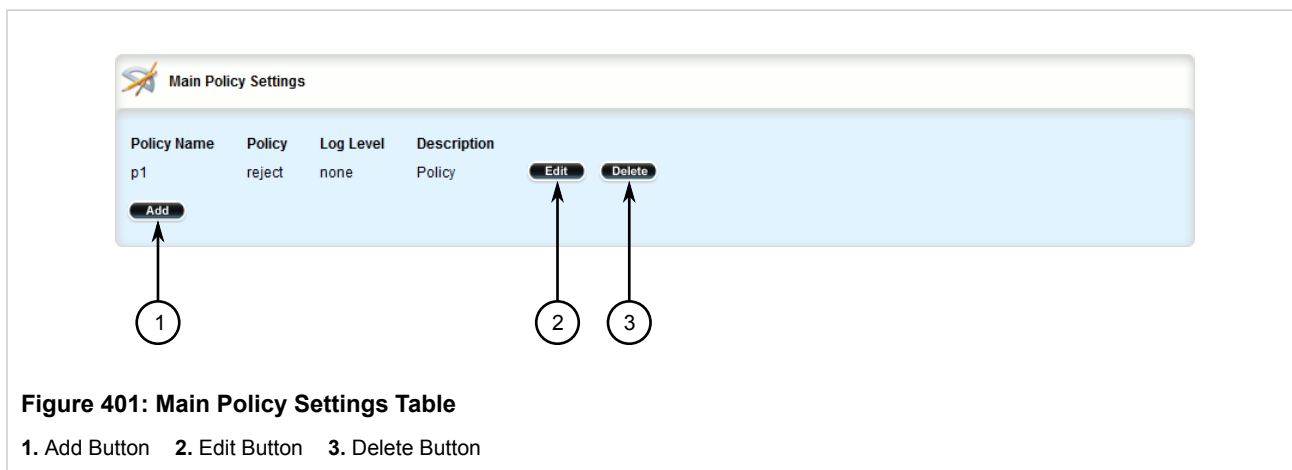 Main Policy Settings
Policy Name Policy Log Level Description
p1 reject none Policy Edit Delete
Add
1 2 3
Figure 401: Main Policy Settings Table
1. Add Button 2. Edit Button 3. Delete Button